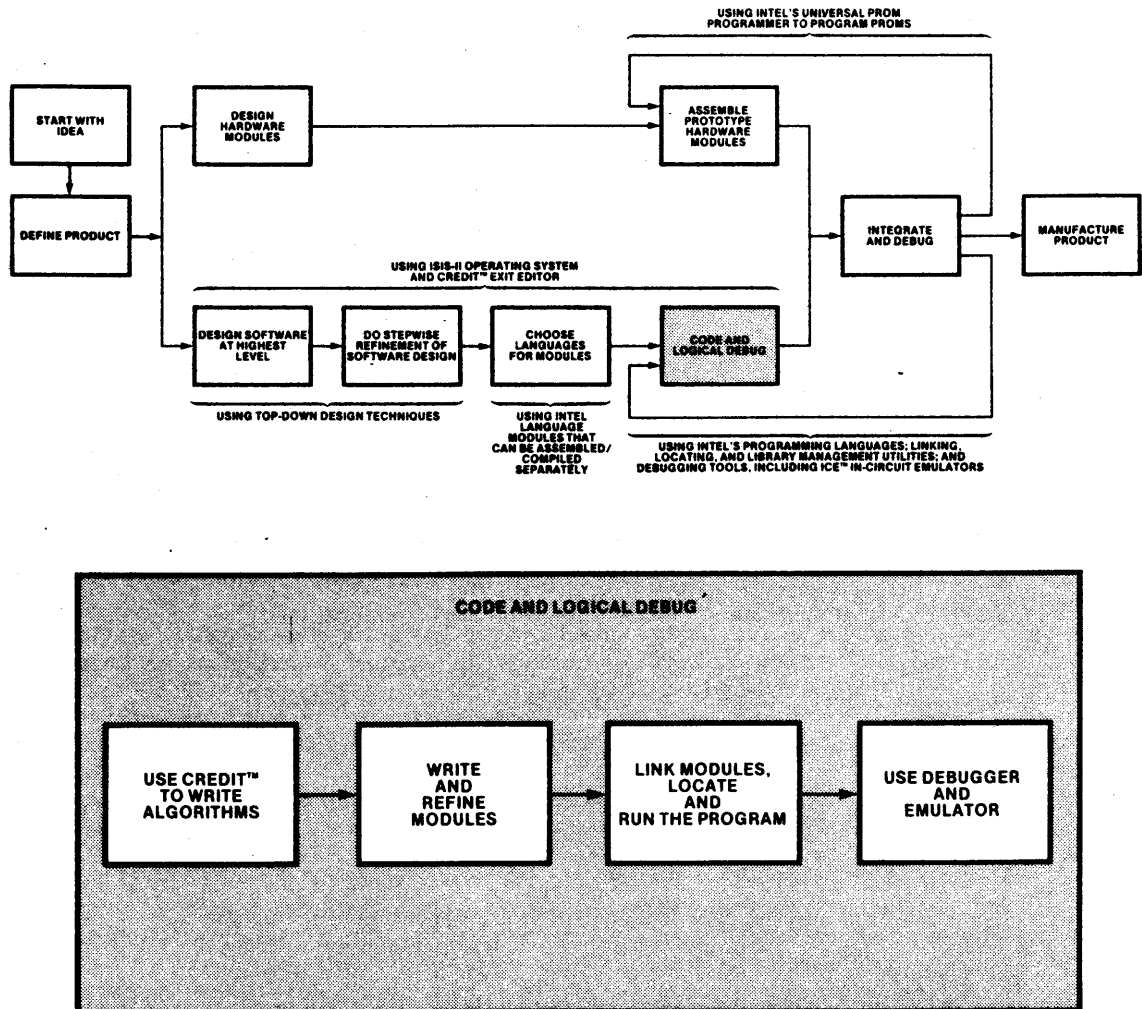 USING INTEL'S UNIVERSAL PROM
PROGRAMMER TO PROGRAM PROMS
START WITH
IDEA
DESIGN
HARDWARE
MODULES
ASSEMBLE
PROTOTYPE
HARDWARE
MODULES
DEFINE PRODUCT
INTEGRATE
AND DEBUG
MANUFACTURE
PRODUCT
USING ISIS-II OPERATING SYSTEM
AND CREDIT™ EXIT EDITOR
DESIGN SOFTWARE
AT HIGHEST
LEVEL
DO STEPWISE
REFINEMENT OF
SOFTWARE DESIGN
CHOOSE
LANGUAGES
FOR MODULES
CODE AND
LOGICAL DEBUG
USING TOP-DOWN DESIGN TECHNIQUES
USING INTEL
LANGUAGE
MODULES THAT
CAN BE ASSEMBLED/
COMPILED
SEPARATELY
USING INTEL'S PROGRAMMING LANGUAGES; LINKING,
LOCATING, AND LIBRARY MANAGEMENT UTILITIES; AND
DEBUGGING TOOLS, INCLUDING ICE™ IN-CIRCUIT EMULATORS
CODE AND LOGICAL DEBUG
USE CREDIT™
TO WRITE
ALGORITHMS
WRITE
AND
REFINE
MODULES
LINK MODULES,
LOCATE
AND
RUN THE PROGRAM
USE DEBUGGER
AND
EMULATOR